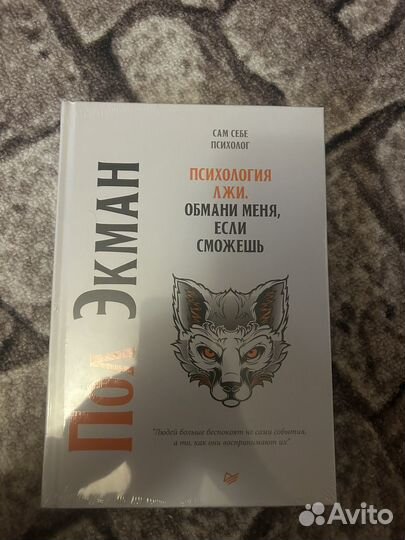 Пол Экман
САМ СЕБЕ
ПСИХОЛОГ
ПСИХОЛОГИЯ
ЛЖИ.
ОБМАНИ МЕНЯ,
ЕСЛИ
СМОЖЕШЬ
"Людей больше беспокоят не сами события,
а то, как они воспринимают их"
Avito